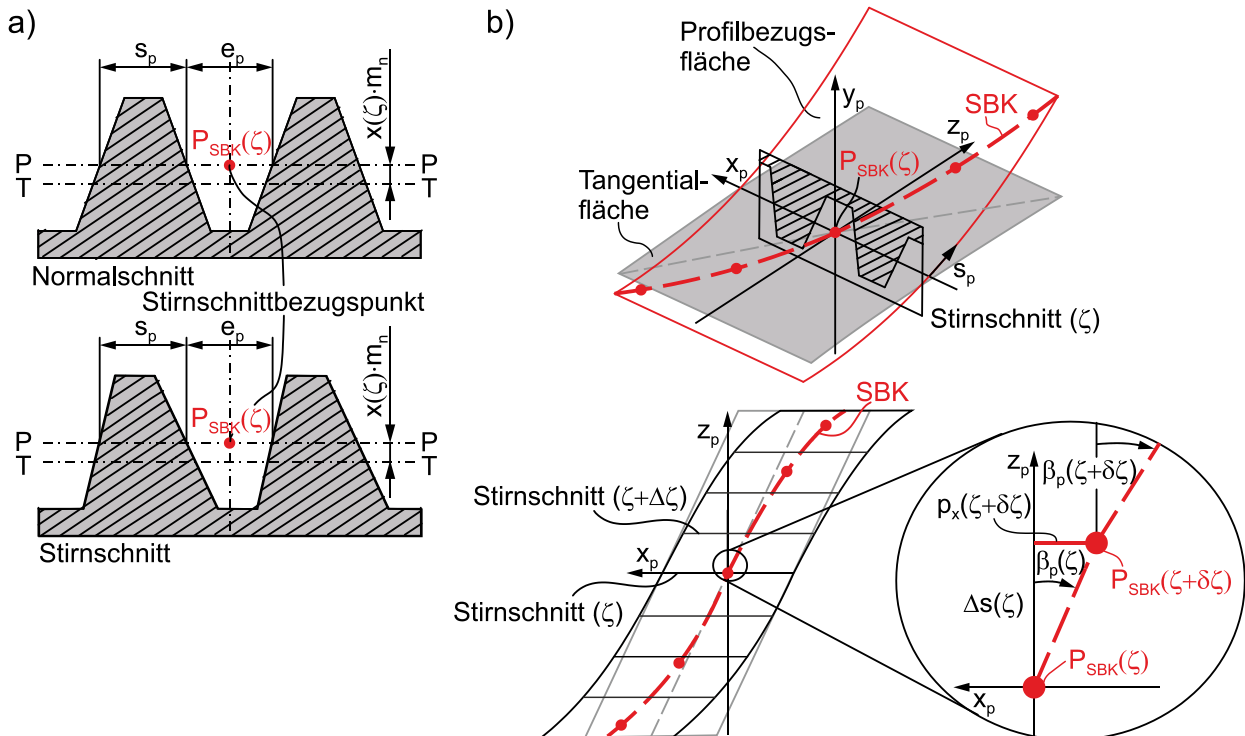 a)
s_p
e_p
x(ζ)·m_n
P_SBK(ζ)
P
P
T
T
Normalschnitt
Stirnschnittbezugspunkt
s_p
e_p
x(ζ)·m_n
P_SBK(ζ)
P
P
T
T
Stirnschnitt
b)
Profilbezugs-
fläche
y_p
SBK
z_p
x_p
P_SBK(ζ)
Tangential-
fläche
s_p
Stirnschnitt (ζ)
SBK
z_p
Stirnschnitt (ζ+Δζ)
x_p
Stirnschnitt (ζ)
z_p
β_p(ζ+δζ)
p_x(ζ+δζ)
β_p(ζ)
P_SBK(ζ+δζ)
Δs(ζ)
P_SBK(ζ)
x_p